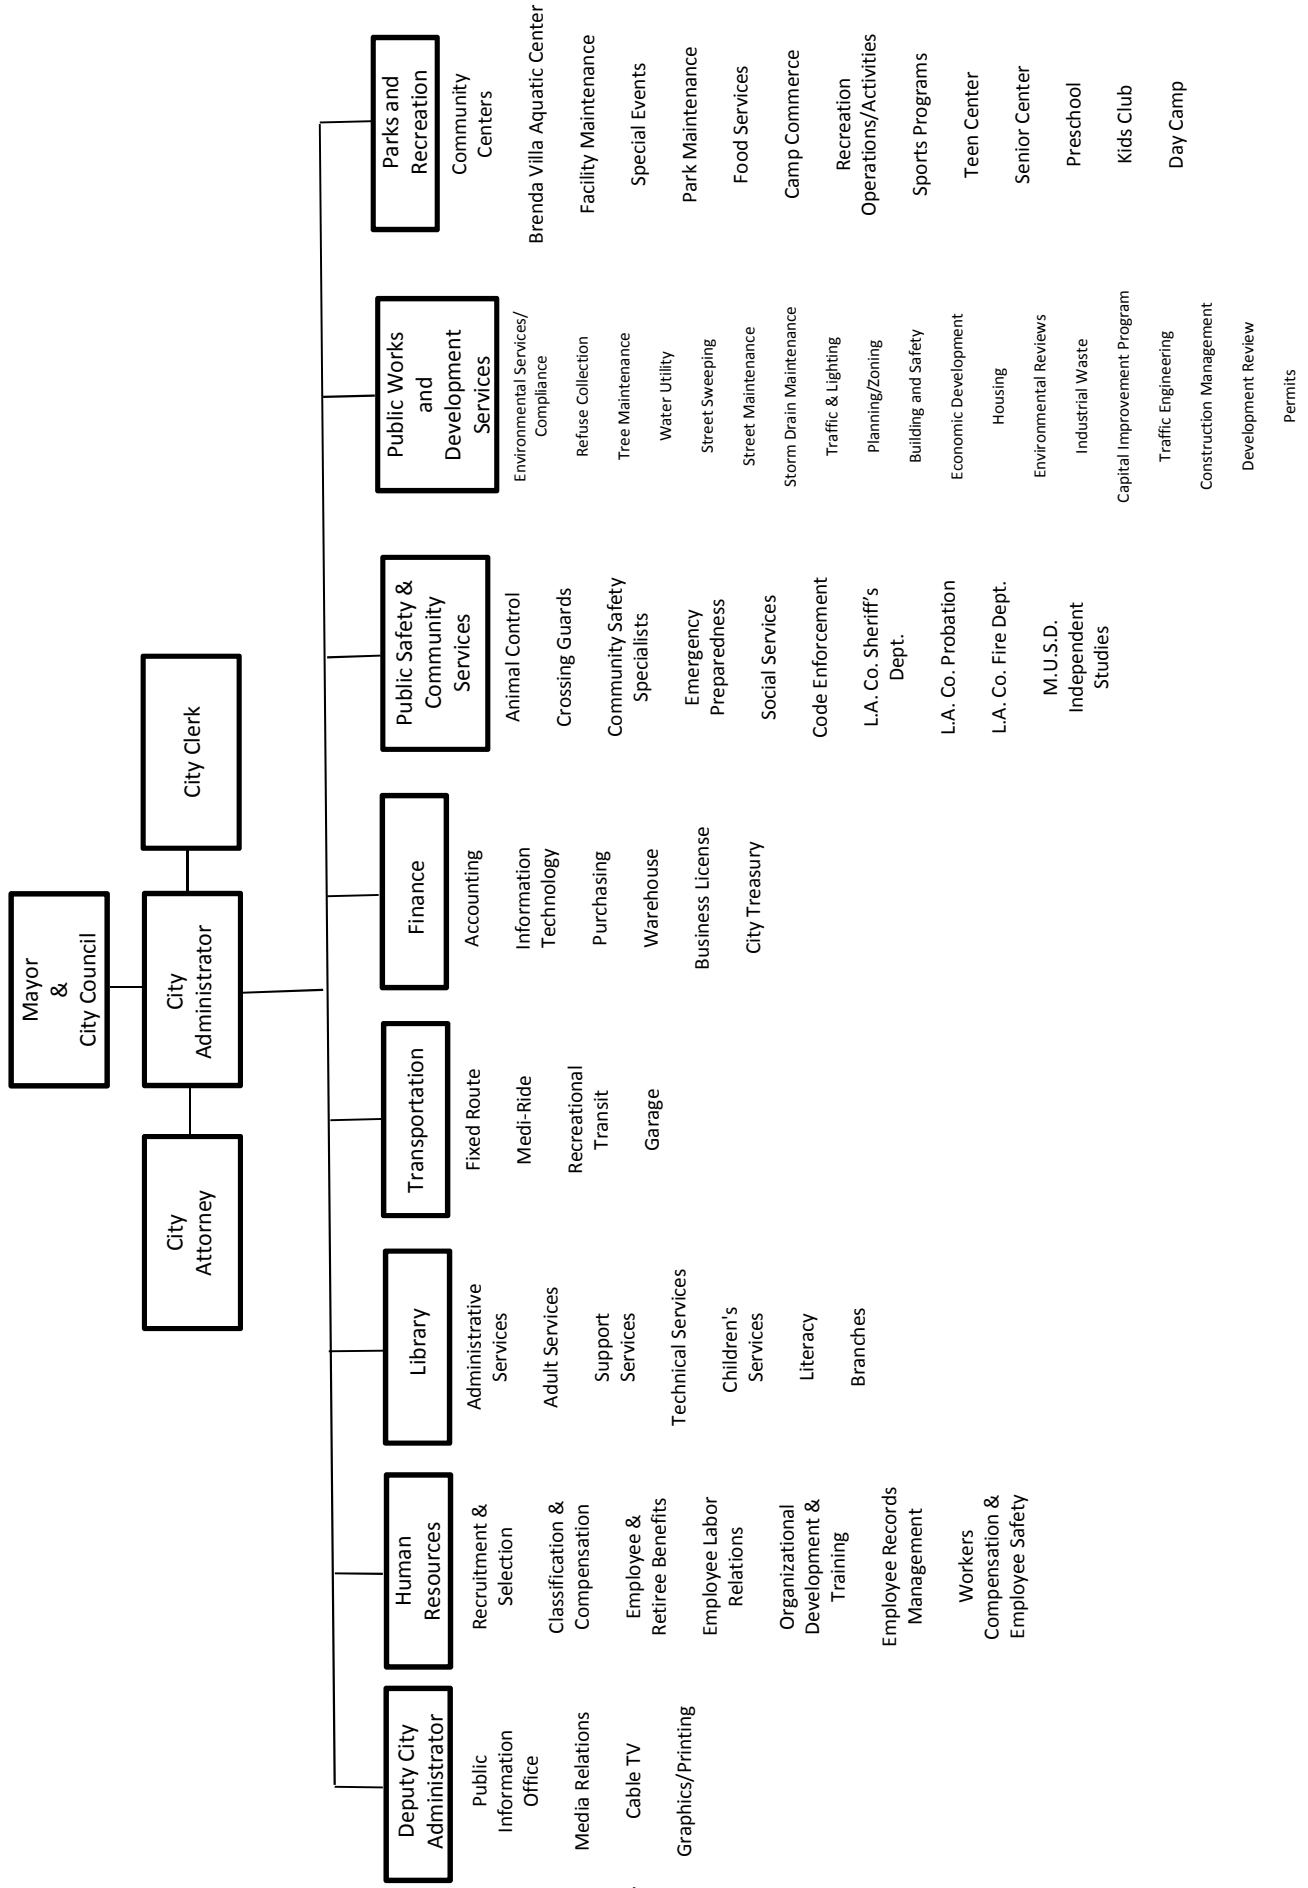 Mayor
&
City Council
City
Attorney
City
Administrator
City Clerk
Deputy City
Administrator
Public
Information
Office
Media Relations
Cable TV
Graphics/Printing
Human
Resources
Recruitment &
Selection
Classification &
Compensation
Employee &
Retiree Benefits
Employee Labor
Relations
Organizational
Development &
Training
Employee Records
Management
Workers
Compensation &
Employee Safety
Library
Administrative
Services
Adult Services
Support
Services
Technical Services
Children's
Services
Literacy
Branches
Transportation
Fixed Route
Medi-Ride
Recreational
Transit
Garage
Finance
Accounting
Information
Technology
Purchasing
Warehouse
Business License
City Treasury
Public Safety &
Community
Services
Animal Control
Crossing Guards
Community Safety
Specialists
Emergency
Preparedness
Social Services
Code Enforcement
L.A. Co. Sheriff's
Dept.
L.A. Co. Probation
L.A. Co. Fire Dept.
M.U.S.D.
Independent
Studies
Public Works
and
Development
Services
Environmental Services/
Compliance
Refuse Collection
Tree Maintenance
Water Utility
Street Sweeping
Street Maintenance
Storm Drain Maintenance
Traffic & Lighting
Planning/Zoning
Building and Safety
Economic Development
Housing
Environmental Reviews
Industrial Waste
Capital Improvement Program
Traffic Engineering
Construction Management
Development Review
Permits
Parks and
Recreation
Community
Centers
Brenda Villa Aquatic Center
Facility Maintenance
Special Events
Park Maintenance
Food Services
Camp Commerce
Recreation
Operations/Activities
Sports Programs
Teen Center
Senior Center
Preschool
Kids Club
Day Camp